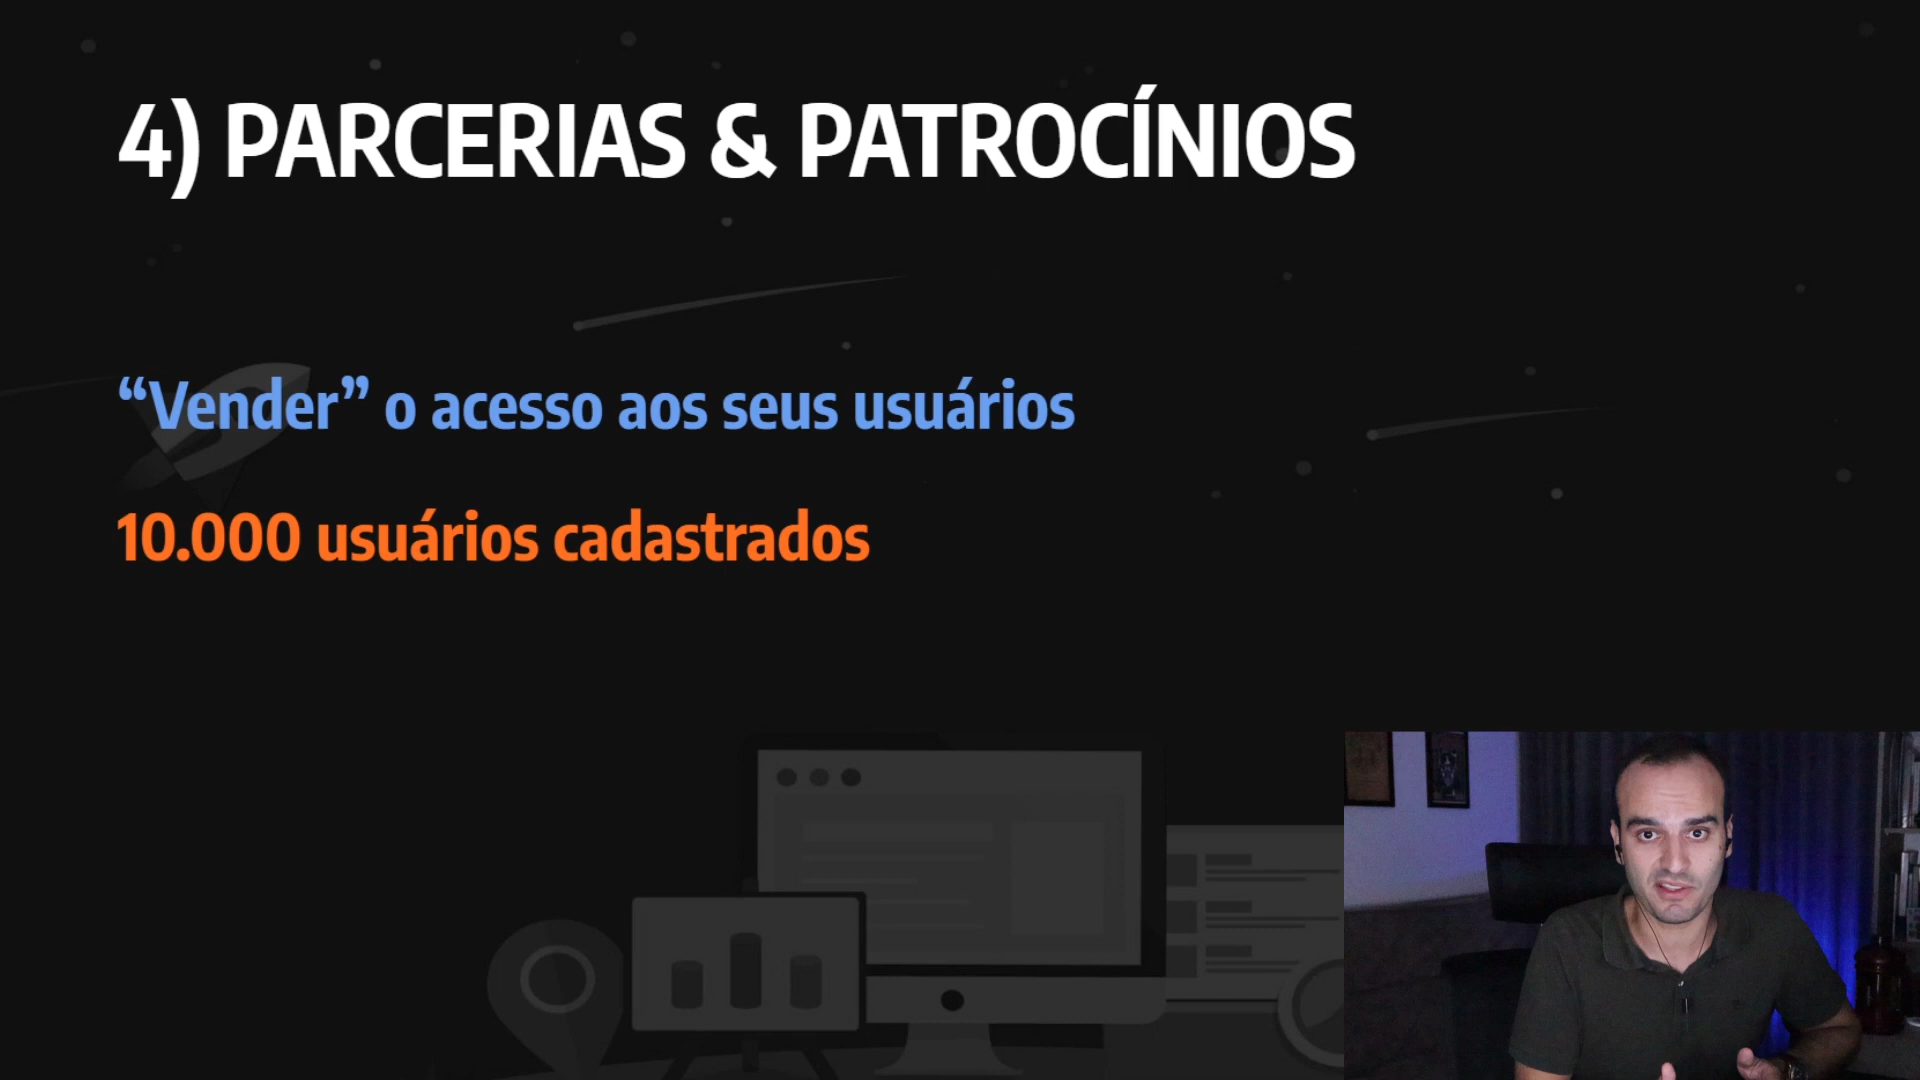 4) PARCERIAS & PATROCÍNIOS
“Vender” o acesso aos seus usuários
10.000 usuários cadastrados